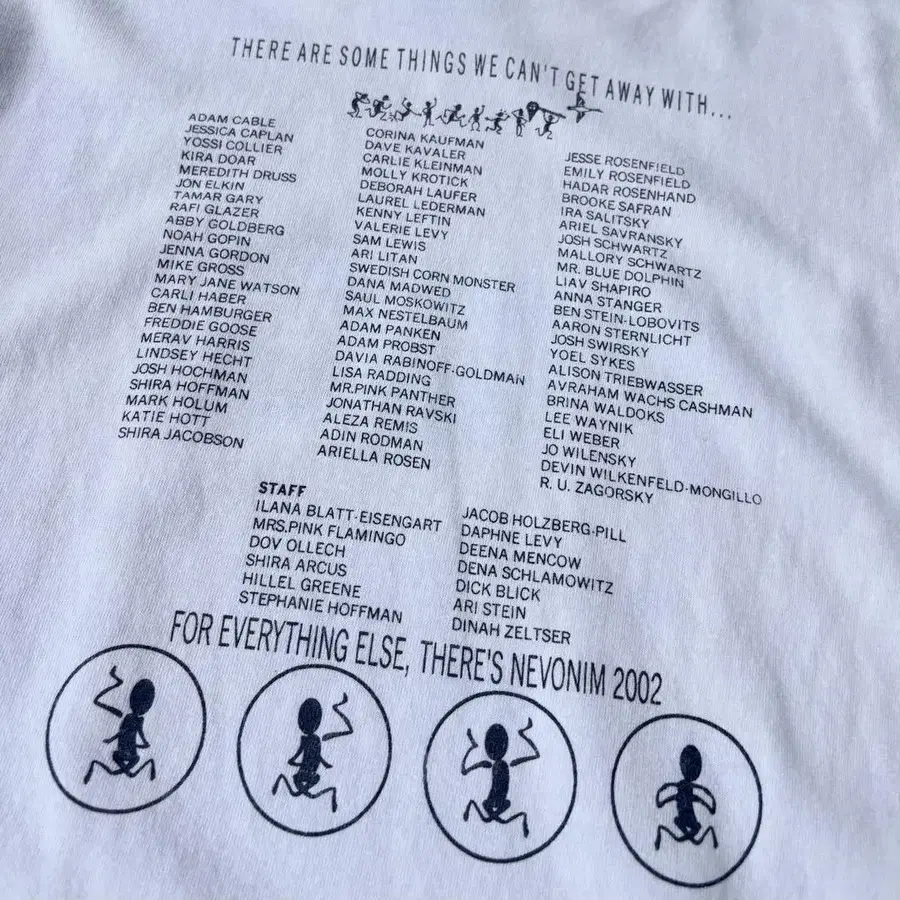 THERE ARE SOME THINGS WE CAN'T GET AWAY WITH...
ADAM CABLE
JESSICA CAPLAN
YOSSI COLLIER
KIRA DOAR
MEREDITH DRUSS
JON ELKIN
TAMAR GARY
RAFI GLAZER
ABBY GOLDBERG
NOAH GOPIN
JENNA GORDON
MIKE GROSS
MARY JANE WATSON
CARLI HABER
BEN HAMBURGER
FREDDIE GOOSE
MERAV HARRIS
LINDSEY HECHT
JOSH HOCHMAN
SHIRA HOFFMAN
MARK HOLUM
KATIE HOTT
SHIRA JACOBSON
CORINA KAUFMAN
DAVE KAVALER
CARLIE KLEINMAN
MOLLY KROTICK
DEBORAH LAUFER
LAUREL LEDERMAN
KENNY LEFTIN
VALERIE LEVY
SAM LEWIS
ARI LITAN
SWEDISH CORN MONSTER
DANA MADWED
SAUL MOSKOWITZ
MAX NESTELBAUM
ADAM PANKEN
ADAM PROBST
DAVIA RABINOFF-GOLDMAN
LISA RADDING
MR.PINK PANTHER
JONATHAN RAVSKI
ALEZA REMIS
ADIN RODMAN
ARIELLA ROSEN
JESSE ROSENFIELD
EMILY ROSENFIELD
HADAR ROSENHAND
BROOKE SAFRAN
IRA SALITSKY
ARIEL SAVRANSKY
JOSH SCHWARTZ
MALLORY SCHWARTZ
MR. BLUE DOLPHIN
LIAV SHAPIRO
ANNA STANGER
BEN STEIN-LOBOVITS
AARON STERNLICHT
JOSH SWIRSKY
YOEL SYKES
ALISON TRIEBWASSER
AVRAHAM WACHS CASHMAN
BRINA WALDOKS
LEE WAYNIK
ELI WEBER
JO WILENSKY
DEVIN WILKENFELD-MONGILLO
R. U. ZAGORSKY
STAFF
ILANA BLATT-EISENGART
MRS.PINK FLAMINGO
DOV OLLECH
SHIRA ARCUS
HILLEL GREENE
STEPHANIE HOFFMAN
JACOB HOLZBERG-PILL
DAPHNE LEVY
DEENA MENCOW
DENA SCHLAMOWITZ
DICK BLICK
ARI STEIN
DINAH ZELTSER
FOR EVERYTHING ELSE, THERE'S NEVONIM 2002